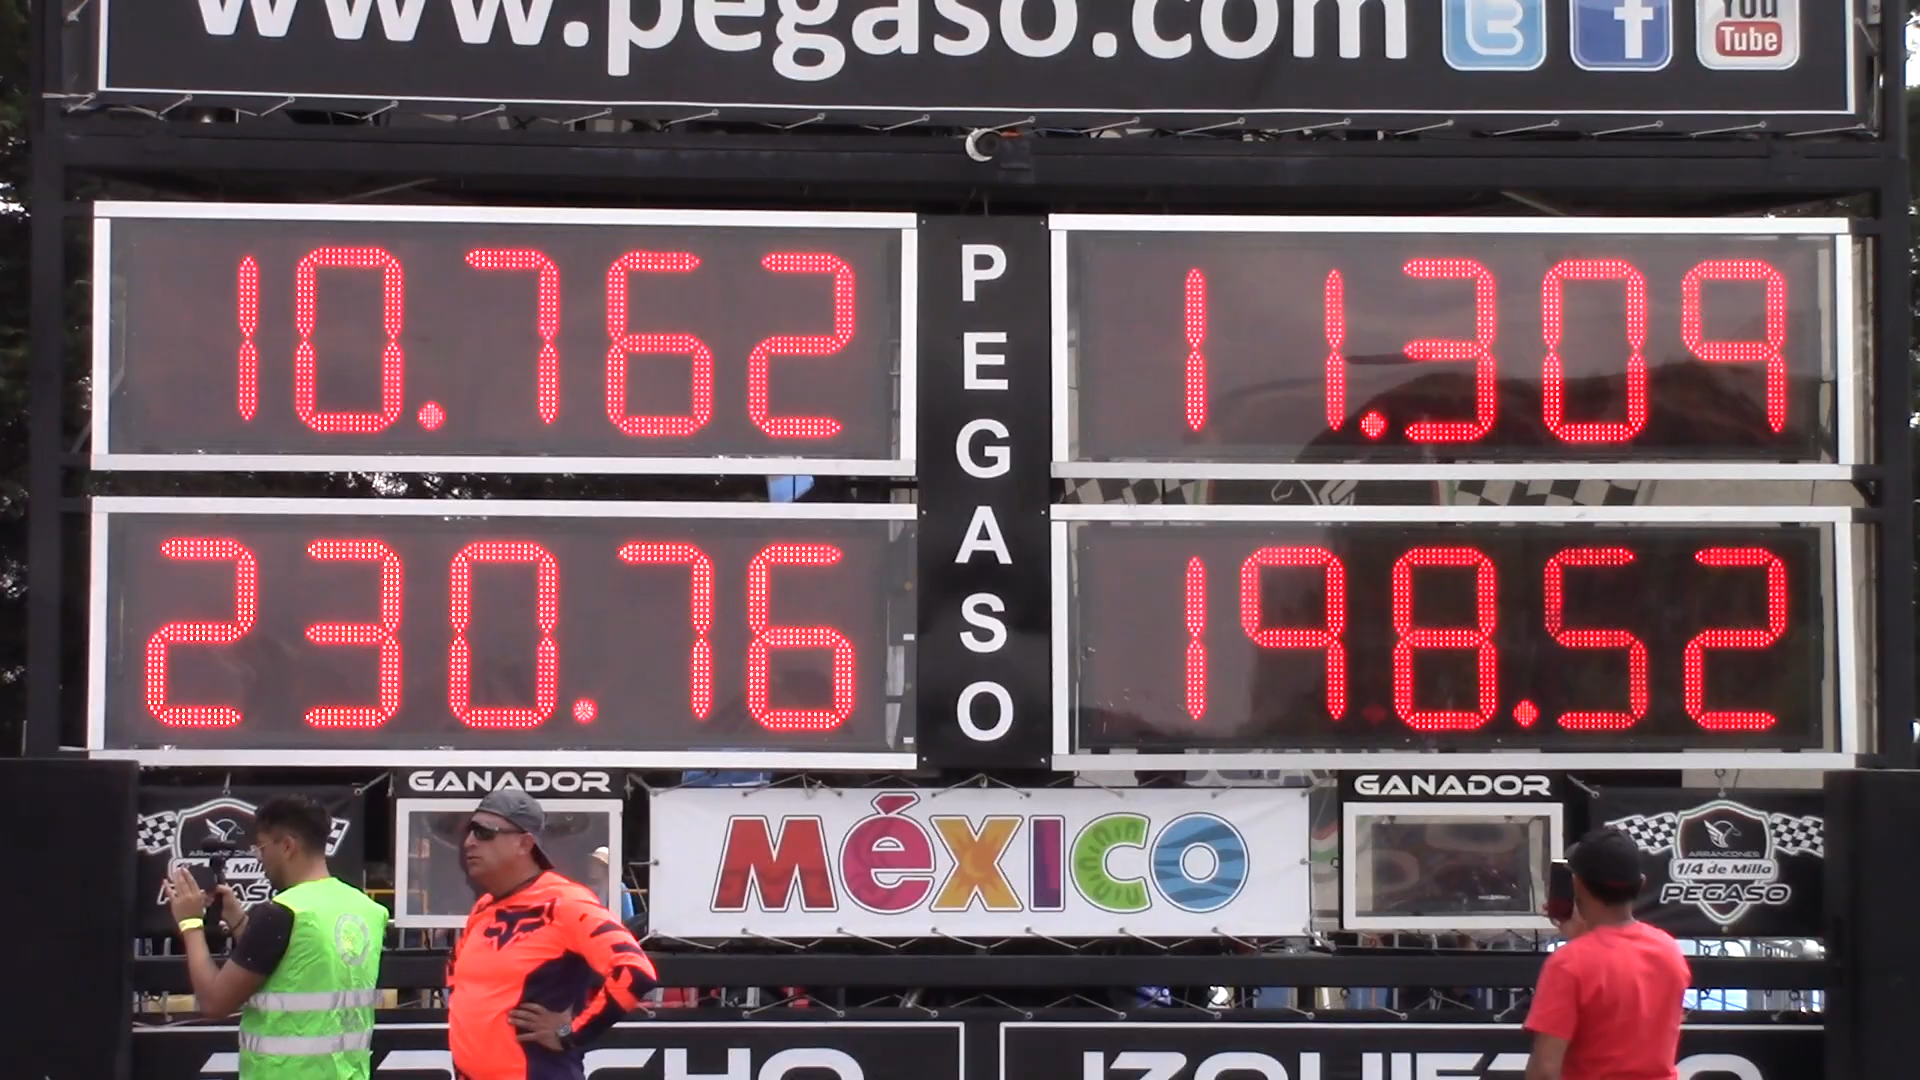 www.pegaso.com
You
Tube
10.762
11.309
PEGASO
230.76
198.52
GANADOR
GANADOR
MéXICO
1/4 de Milla
PEGASO